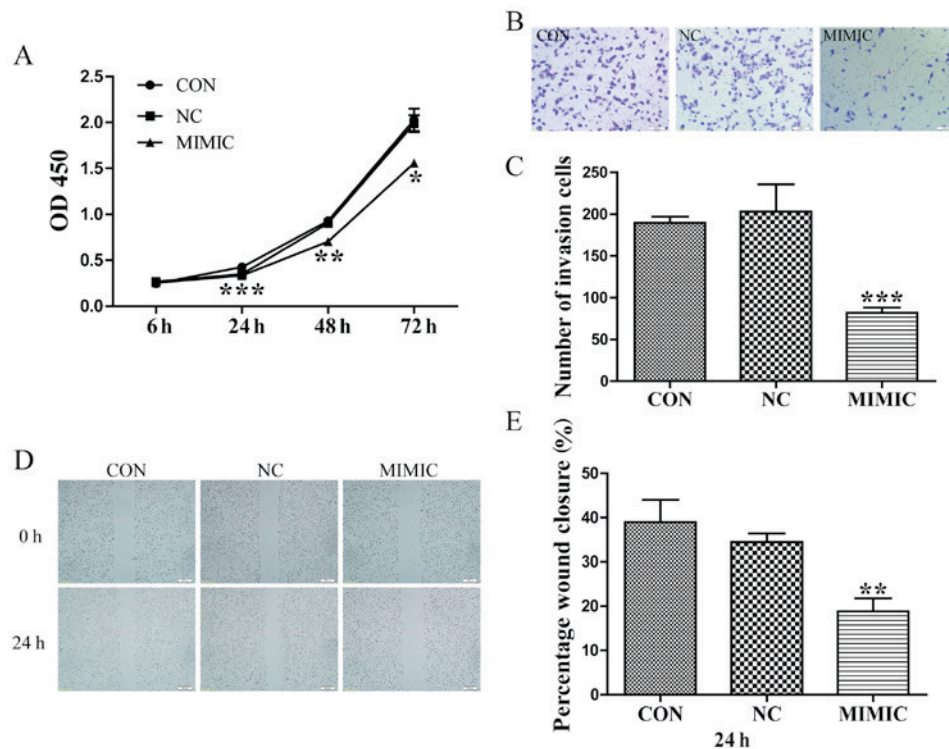 A
OD 450
2.5
2.0
1.5
1.0
0.5
0.0
CON
NC
MIMIC
***
**
*
6 h
24 h
48 h
72 h
B
CON
NC
MIMIC
C
Number of invasion cells
250
200
150
100
50
0
***
CON
NC
MIMIC
D
CON
NC
MIMIC
0 h
24 h
E
Percentage wound closure (%)
50
40
30
20
10
0
**
CON
NC
MIMIC
24 h